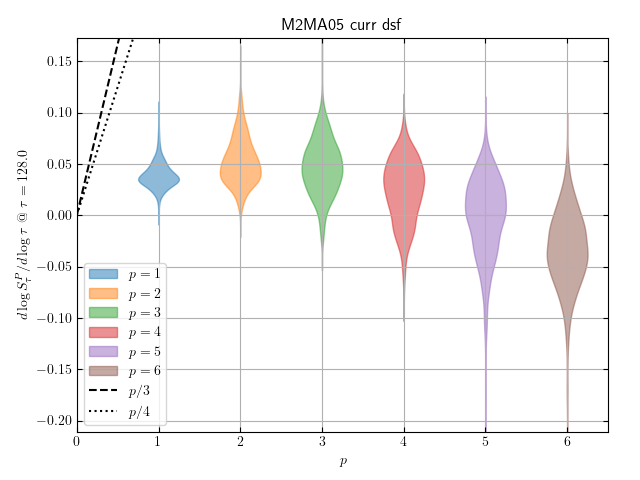 M2MA05 curr dsf
d log S_τ^P / d log τ @ τ = 128.0
0.15
0.10
0.05
0.00
−0.05
−0.10
−0.15
−0.20
p = 1
p = 2
p = 3
p = 4
p = 5
p = 6
p/3
p/4
0 1 2 3 4 5 6
p